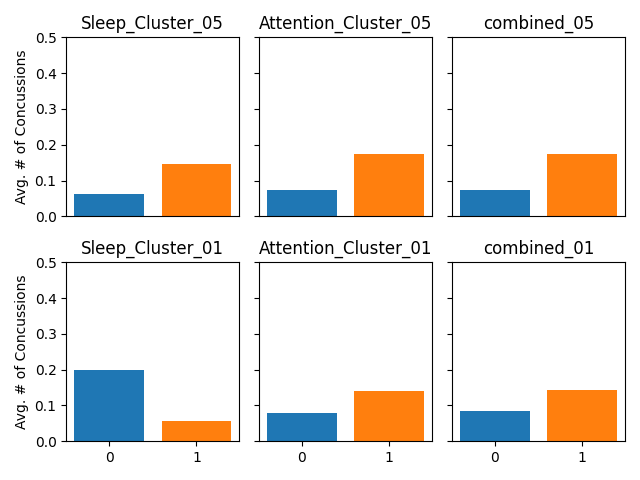 Sleep_Cluster_05
Attention_Cluster_05
combined_05
Avg. # of Concussions
0.5
0.4
0.3
0.2
0.1
0.0
Sleep_Cluster_01
Attention_Cluster_01
combined_01
Avg. # of Concussions
0.5
0.4
0.3
0.2
0.1
0.0
0 1
0 1
0 1